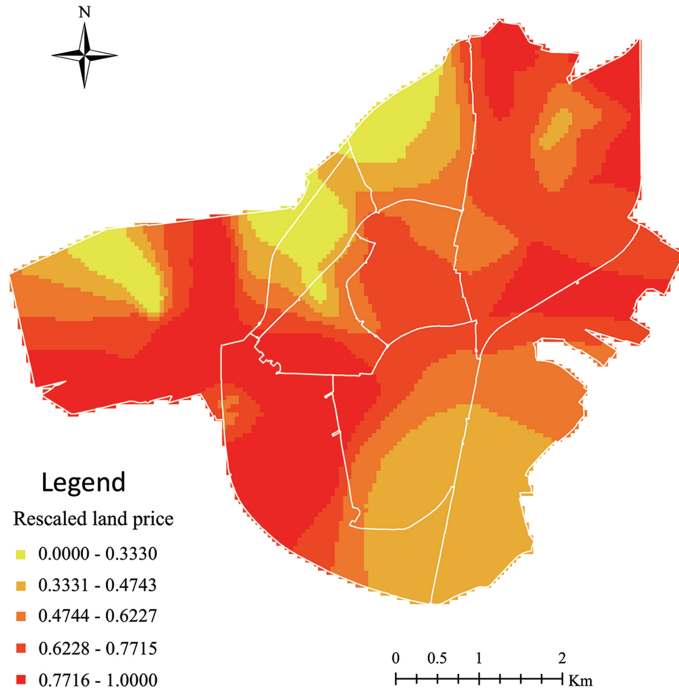 N
Legend
Rescaled land price
0.0000 - 0.3330
0.3331 - 0.4743
0.4744 - 0.6227
0.6228 - 0.7715
0.7716 - 1.0000
0 0.5 1 2
Km